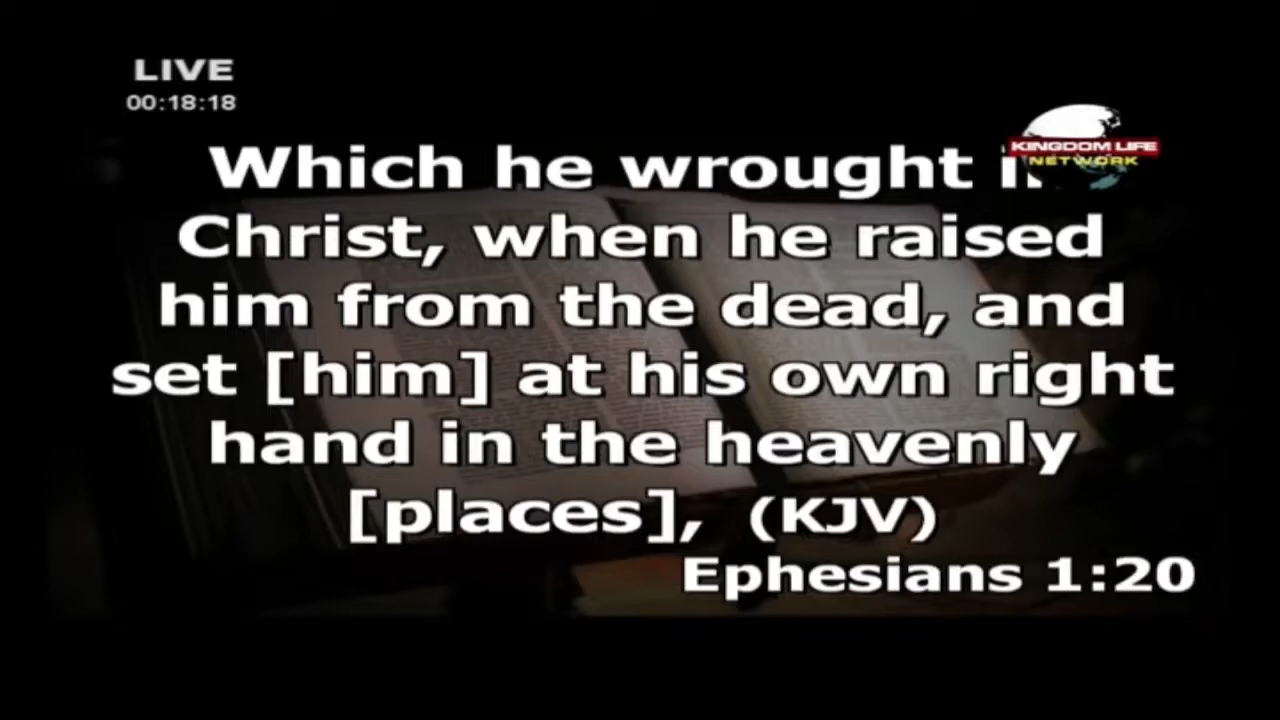 LIVE
00:18:18
KINGDOM LIFE
NETWORK
Which he wrought
Christ, when he raised
him from the dead, and
set [him] at his own right
hand in the heavenly
[places], (KJV)
Ephesians 1:20